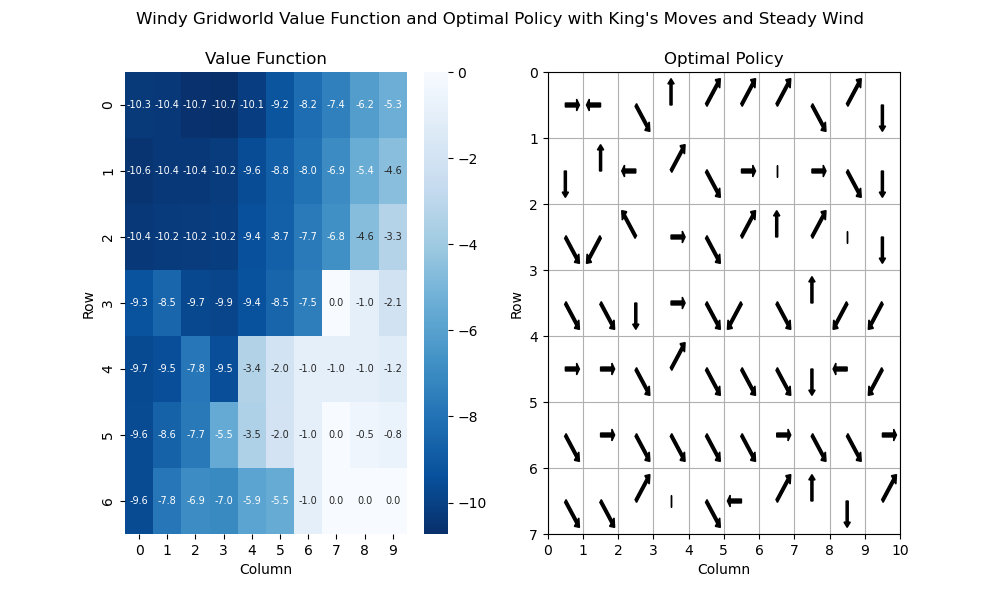 Windy Gridworld Value Function and Optimal Policy with King's Moves and Steady Wind
Value Function
Optimal Policy
0 -10.3 -10.4 -10.7 -10.7 -10.1 -9.2 -8.2 -7.4 -6.2 -5.3
1 -10.6 -10.4 -10.4 -10.2 -9.6 -8.8 -8.0 -6.9 -5.4 -4.6
2 -10.4 -10.2 -10.2 -10.2 -9.4 -8.7 -7.7 -6.8 -4.6 -3.3
3 -9.3 -8.5 -9.7 -9.9 -9.4 -8.5 -7.5 0.0 -1.0 -2.1
4 -9.7 -9.5 -7.8 -9.5 -3.4 -2.0 -1.0 -1.0 -1.0 -1.2
5 -9.6 -8.6 -7.7 -5.5 -3.5 -2.0 -1.0 0.0 -0.5 -0.8
6 -9.6 -7.8 -6.9 -7.0 -5.9 -5.5 -1.0 0.0 0.0 0.0
0 1 2 3 4 5 6 7 8 9
Column
Row
0
−2
−4
−6
−8
−10
0
1
2
3
4
5
6
7
Row
0 1 2 3 4 5 6 7 8 9 10
Column